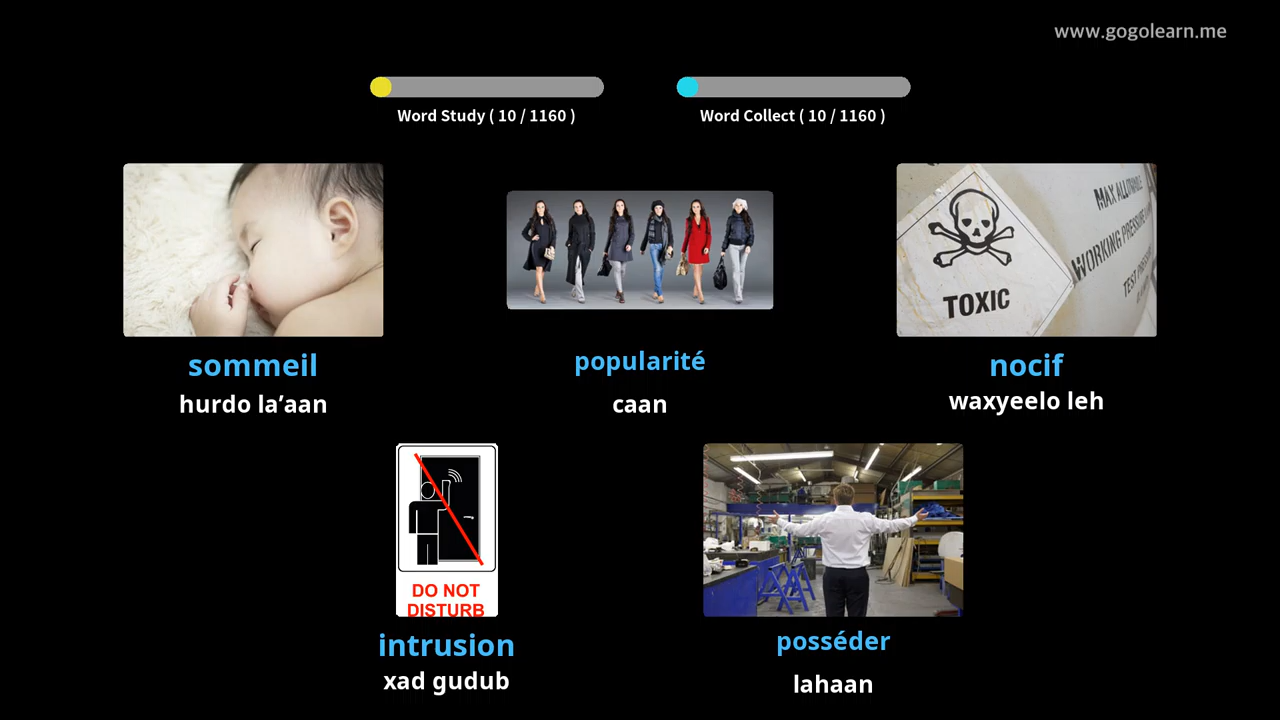 www.gogolearn.me
Word Study ( 10 / 1160 )
Word Collect ( 10 / 1160 )
MAX ALLOWABLE
WORKING PRESSURE
TEST
TOXIC
sommeil
popularité
nocif
hurdo la’aan
caan
waxyeelo leh
DO NOT
DISTURB
intrusion
posséder
xad gudub
lahaan